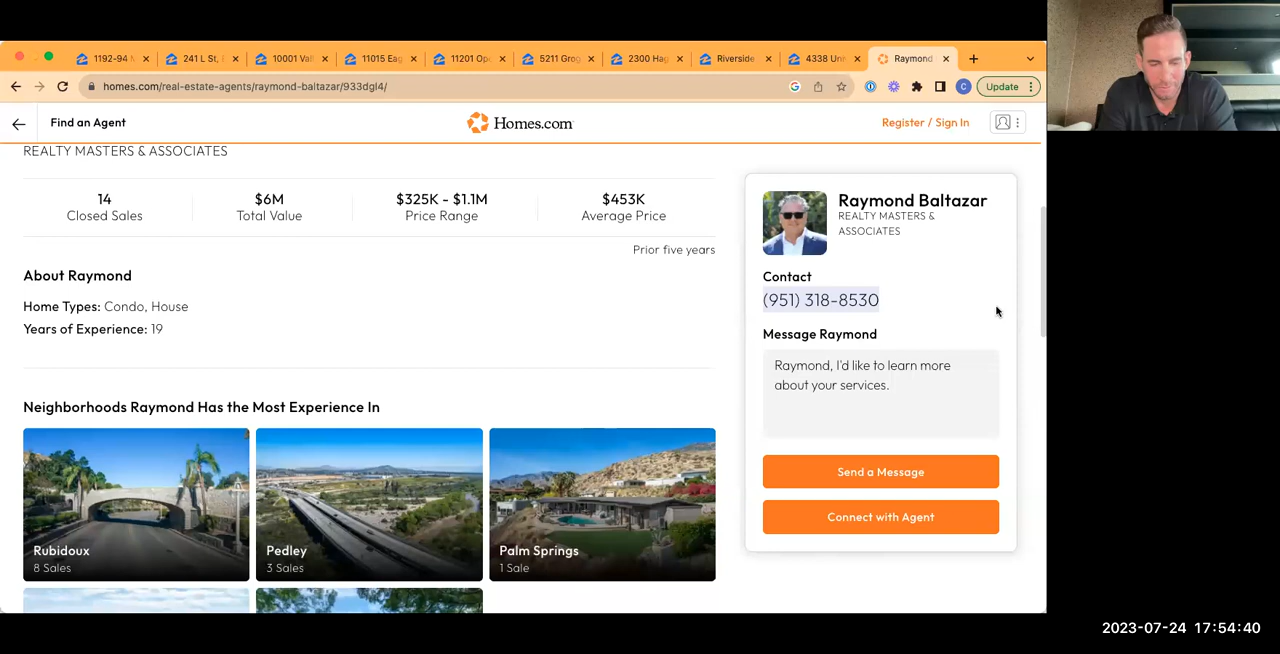 1192-94 M
241 L St,
10001 Vall
11015 Eag
11201 Ope
5211 Grog
2300 Hag
Riverside
4338 Uni
Raymond
homes.com/real-estate-agents/raymond-baltazar/933dgl4/
Update
Find an Agent
Homes.com
Register / Sign In
REALTY MASTERS & ASSOCIATES
14
Closed Sales
$6M
Total Value
$325K - $1.1M
Price Range
$453K
Average Price
Prior five years
About Raymond
Home Types: Condo, House
Years of Experience: 19
Neighborhoods Raymond Has the Most Experience In
Rubidoux
8 Sales
Pedley
3 Sales
Palm Springs
1 Sale
Raymond Baltazar
REALTY MASTERS &
ASSOCIATES
Contact
(951) 318-8530
Message Raymond
Raymond, I'd like to learn more
about your services.
Send a Message
Connect with Agent
2023-07-24 17:54:40